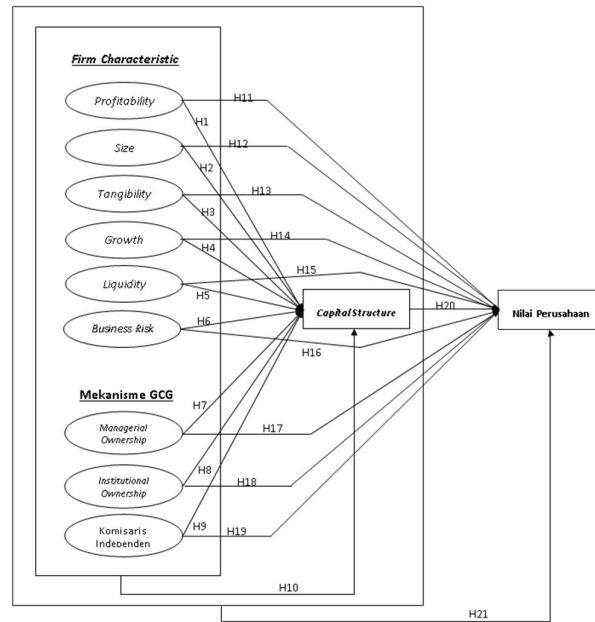 Firm Characteristic
Profitability
H11
H1
Size
H12
H2
Tangibility
H13
H3
Growth
H14
H4
Liquidity
H15
H5
Capital Structure
H20
Nilai Perusahaan
Business Risk
H6
H16
Mekanisme GCG
H7
Managerial
Ownership
H17
H8
Institutional
Ownership
H18
H9
Komisaris
Independen
H19
H10
H21